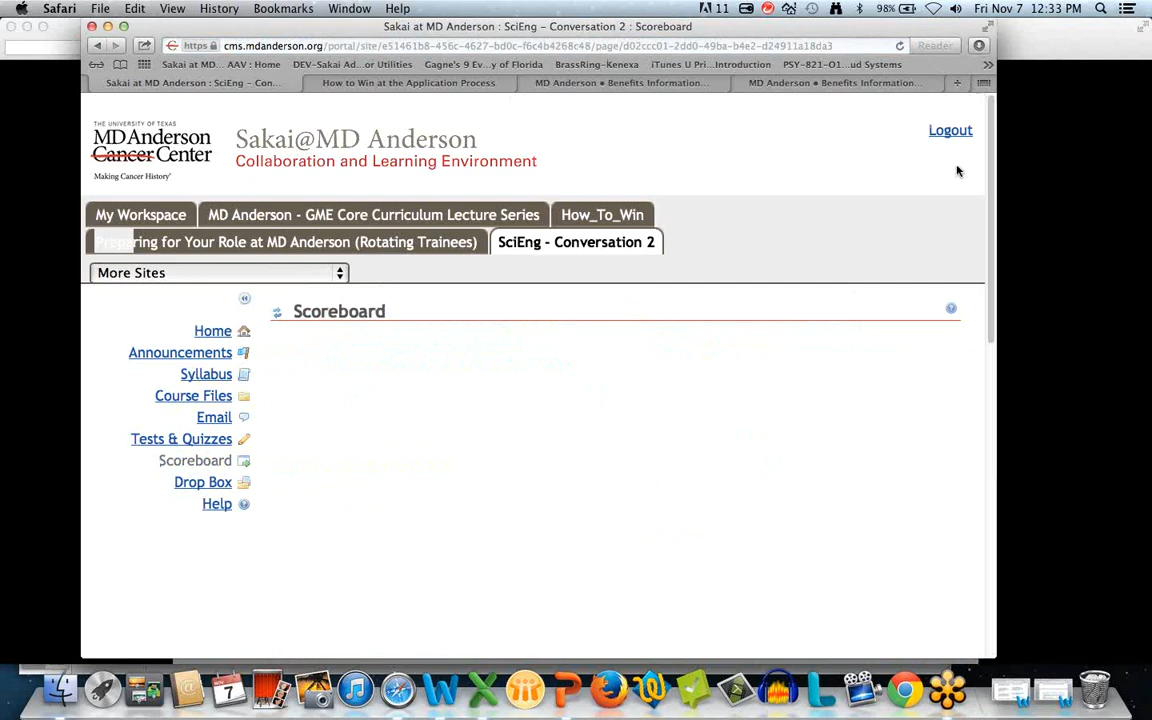 Safari File Edit View History Bookmarks Window Help 11 98% Fri Nov 7 12:33 PM
Sakai at MD Anderson : SciEng – Conversation 2 : Scoreboard
https cms.mdanderson.org/portal/site/e51461b8-456c-4627-bd0c-f6c4b4268c48/page/d02ccc01-2dd0-49ba-b4e2-d24911a18da3 Reader
Sakai at MD... AAV : Home DEV-Sakai Ad...or Utilities Gagne's 9 Ev...y of Florida BrassRing-Kenexa iTunes U Pri...Introduction PSY-821-O1...ud Systems »
Sakai at MD Anderson : SciEng – Con... How to Win at the Application Process MD Anderson • Benefits Information... MD Anderson • Benefits Information... +
THE UNIVERSITY OF TEXAS
MD Anderson
Cancer Center
Making Cancer History®
Sakai@MD Anderson
Collaboration and Learning Environment
Logout
My Workspace MD Anderson - GME Core Curriculum Lecture Series How_To_Win
Preparing for Your Role at MD Anderson (Rotating Trainees) SciEng - Conversation 2
More Sites
Scoreboard
Home
Announcements
Syllabus
Course Files
Email
Tests & Quizzes
Scoreboard
Drop Box
Help
7